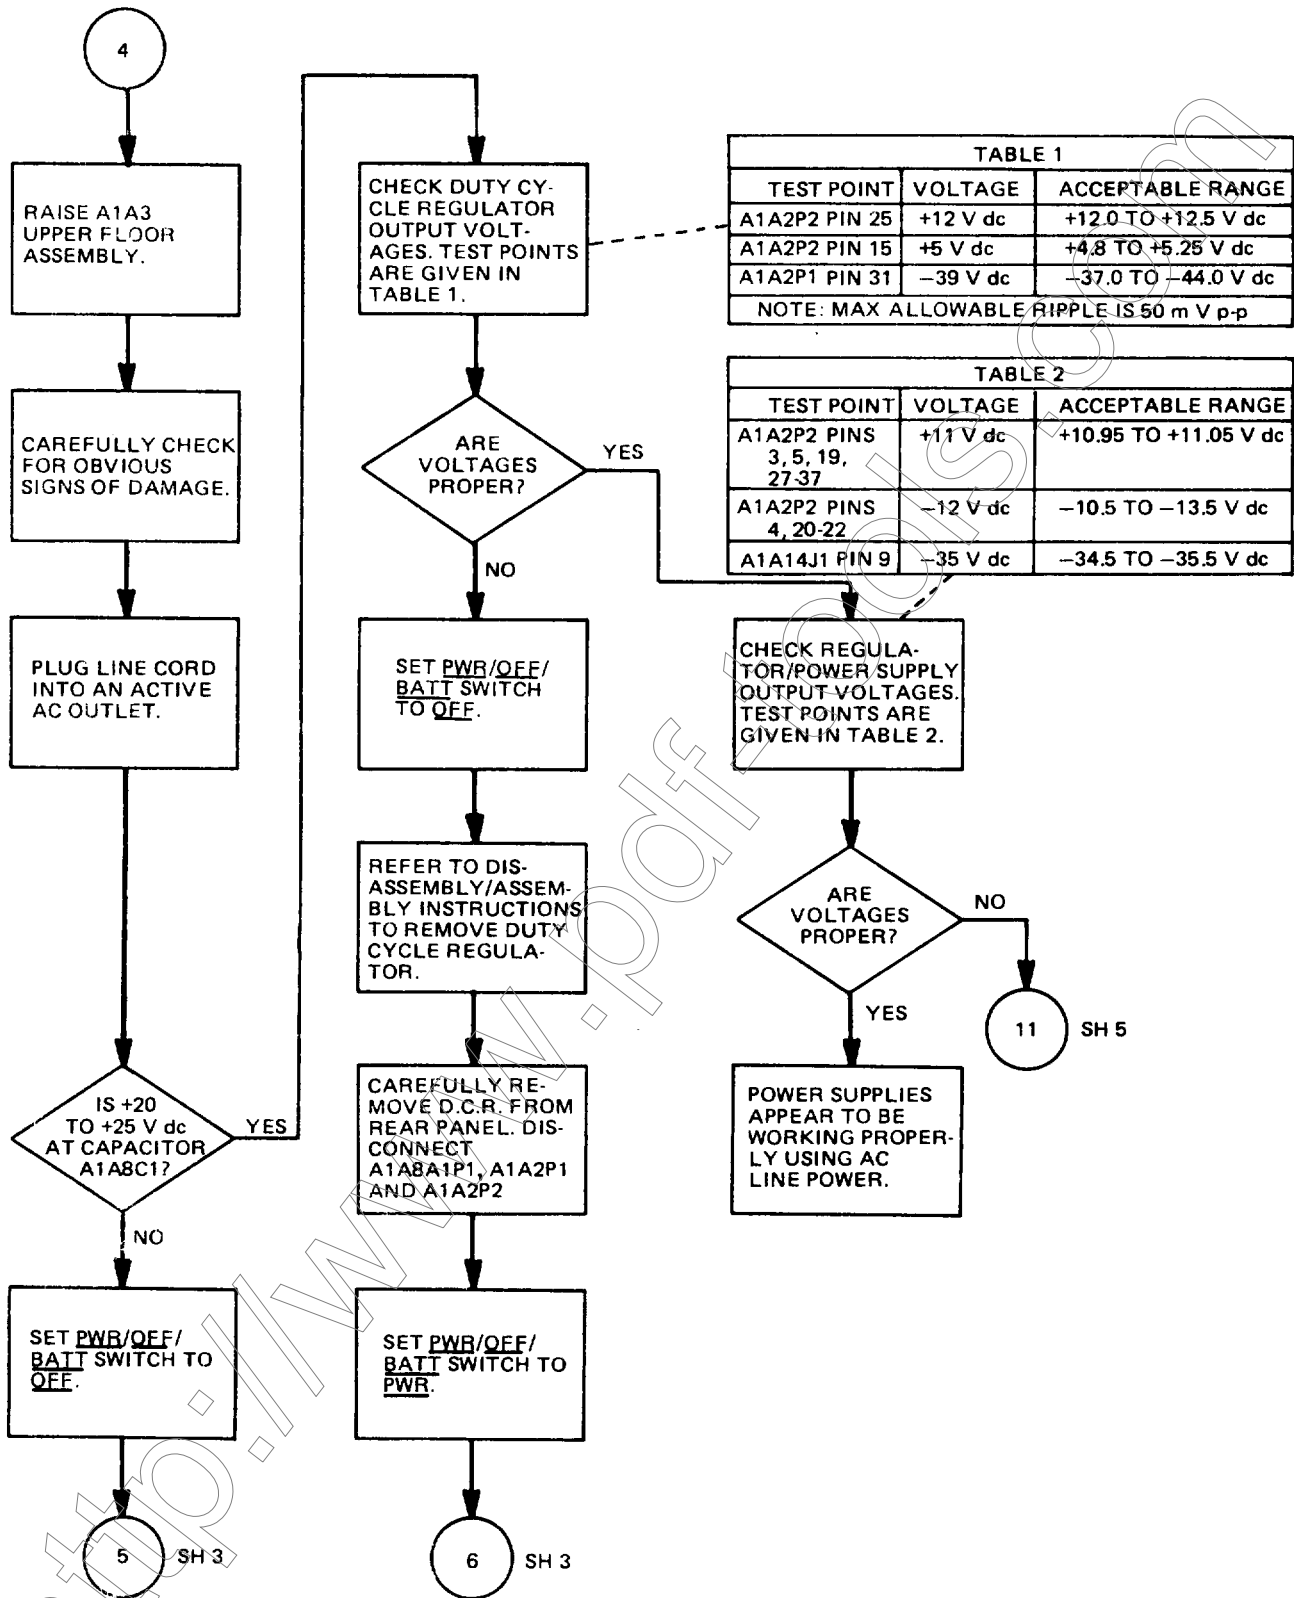 4
RAISE A1A3
UPPER FLOOR
ASSEMBLY.
CAREFULLY CHECK
FOR OBVIOUS
SIGNS OF DAMAGE.
PLUG LINE CORD
INTO AN ACTIVE
AC OUTLET.
IS +20
TO +25 V dc
AT CAPACITOR
A1A8C1?
YES
NO
SET PWR/OFF/
BATT SWITCH TO
OFF.
5
SH 3
CHECK DUTY CY-
CLE REGULATOR
OUTPUT VOLT-
AGES. TEST POINTS
ARE GIVEN IN
TABLE 1.
ARE
VOLTAGES
PROPER?
YES
NO
SET PWR/OFF/
BATT SWITCH
TO OFF.
REFER TO DIS-
ASSEMBLY/ASSEM-
BLY INSTRUCTIONS
TO REMOVE DUTY
CYCLE REGULA-
TOR.
CAREFULLY RE-
MOVE D.C.R. FROM
REAR PANEL. DIS-
CONNECT
A1A8A1P1, A1A2P1
AND A1A2P2
SET PWR/OFF/
BATT SWITCH TO
PWR.
6
SH 3
TABLE 1
TEST POINT VOLTAGE ACCEPTABLE RANGE
A1A2P2 PIN 25 +12 V dc +12.0 TO +12.5 V dc
A1A2P2 PIN 15 +5 V dc +4.8 TO +5.25 V dc
A1A2P1 PIN 31 −39 V dc −37.0 TO −44.0 V dc
NOTE: MAX ALLOWABLE RIPPLE IS 50 m V p-p
TABLE 2
TEST POINT VOLTAGE ACCEPTABLE RANGE
A1A2P2 PINS +11 V dc +10.95 TO +11.05 V dc
3, 5, 19,
27-37
A1A2P2 PINS −12 V dc −10.5 TO −13.5 V dc
4, 20-22
A1A14J1 PIN 9 −35 V dc −34.5 TO −35.5 V dc
CHECK REGULA-
TOR/POWER SUPPLY
OUTPUT VOLTAGES.
TEST POINTS ARE
GIVEN IN TABLE 2.
ARE
VOLTAGES
PROPER?
NO
YES
11
SH 5
POWER SUPPLIES
APPEAR TO BE
WORKING PROPER-
LY USING AC
LINE POWER.
http://www.pdf-tools.com